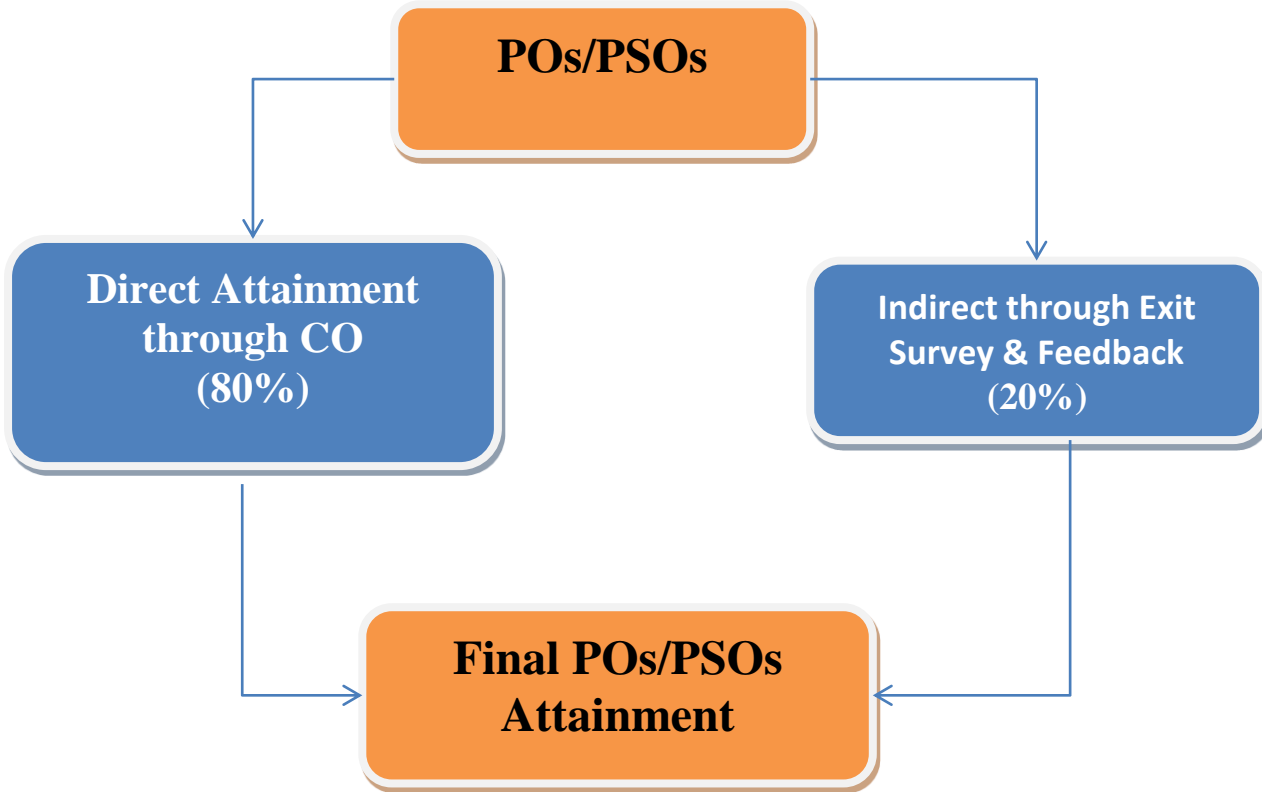 POs/PSOs
Direct Attainment
through CO
(80%)
Indirect through Exit
Survey & Feedback
(20%)
Final POs/PSOs
Attainment